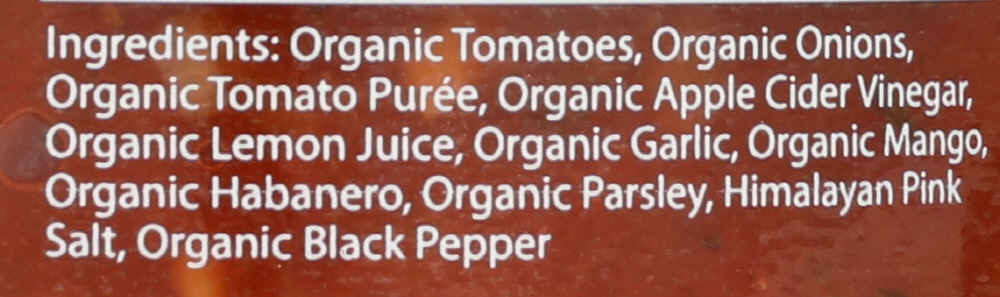 Ingredients: Organic Tomatoes, Organic Onions,
Organic Tomato Purée, Organic Apple Cider Vinegar,
Organic Lemon Juice, Organic Garlic, Organic Mango,
Organic Habanero, Organic Parsley, Himalayan Pink
Salt, Organic Black Pepper